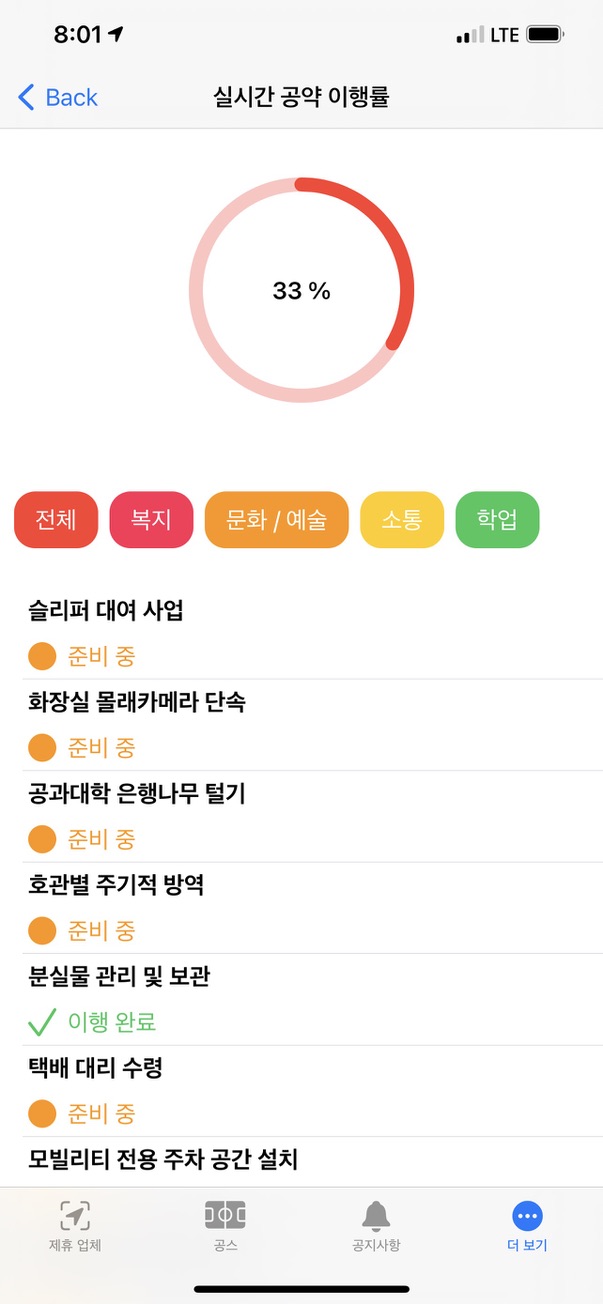 8:01
LTE
Back
실시간 공약 이행률
33 %
전체
복지
문화 / 예술
소통
학업
슬리퍼 대여 사업
준비 중
화장실 몰래카메라 단속
준비 중
공과대학 은행나무 털기
준비 중
호관별 주기적 방역
준비 중
분실물 관리 및 보관
이행 완료
택배 대리 수령
준비 중
모빌리티 전용 주차 공간 설치
제휴 업체
공스
공지사항
더 보기